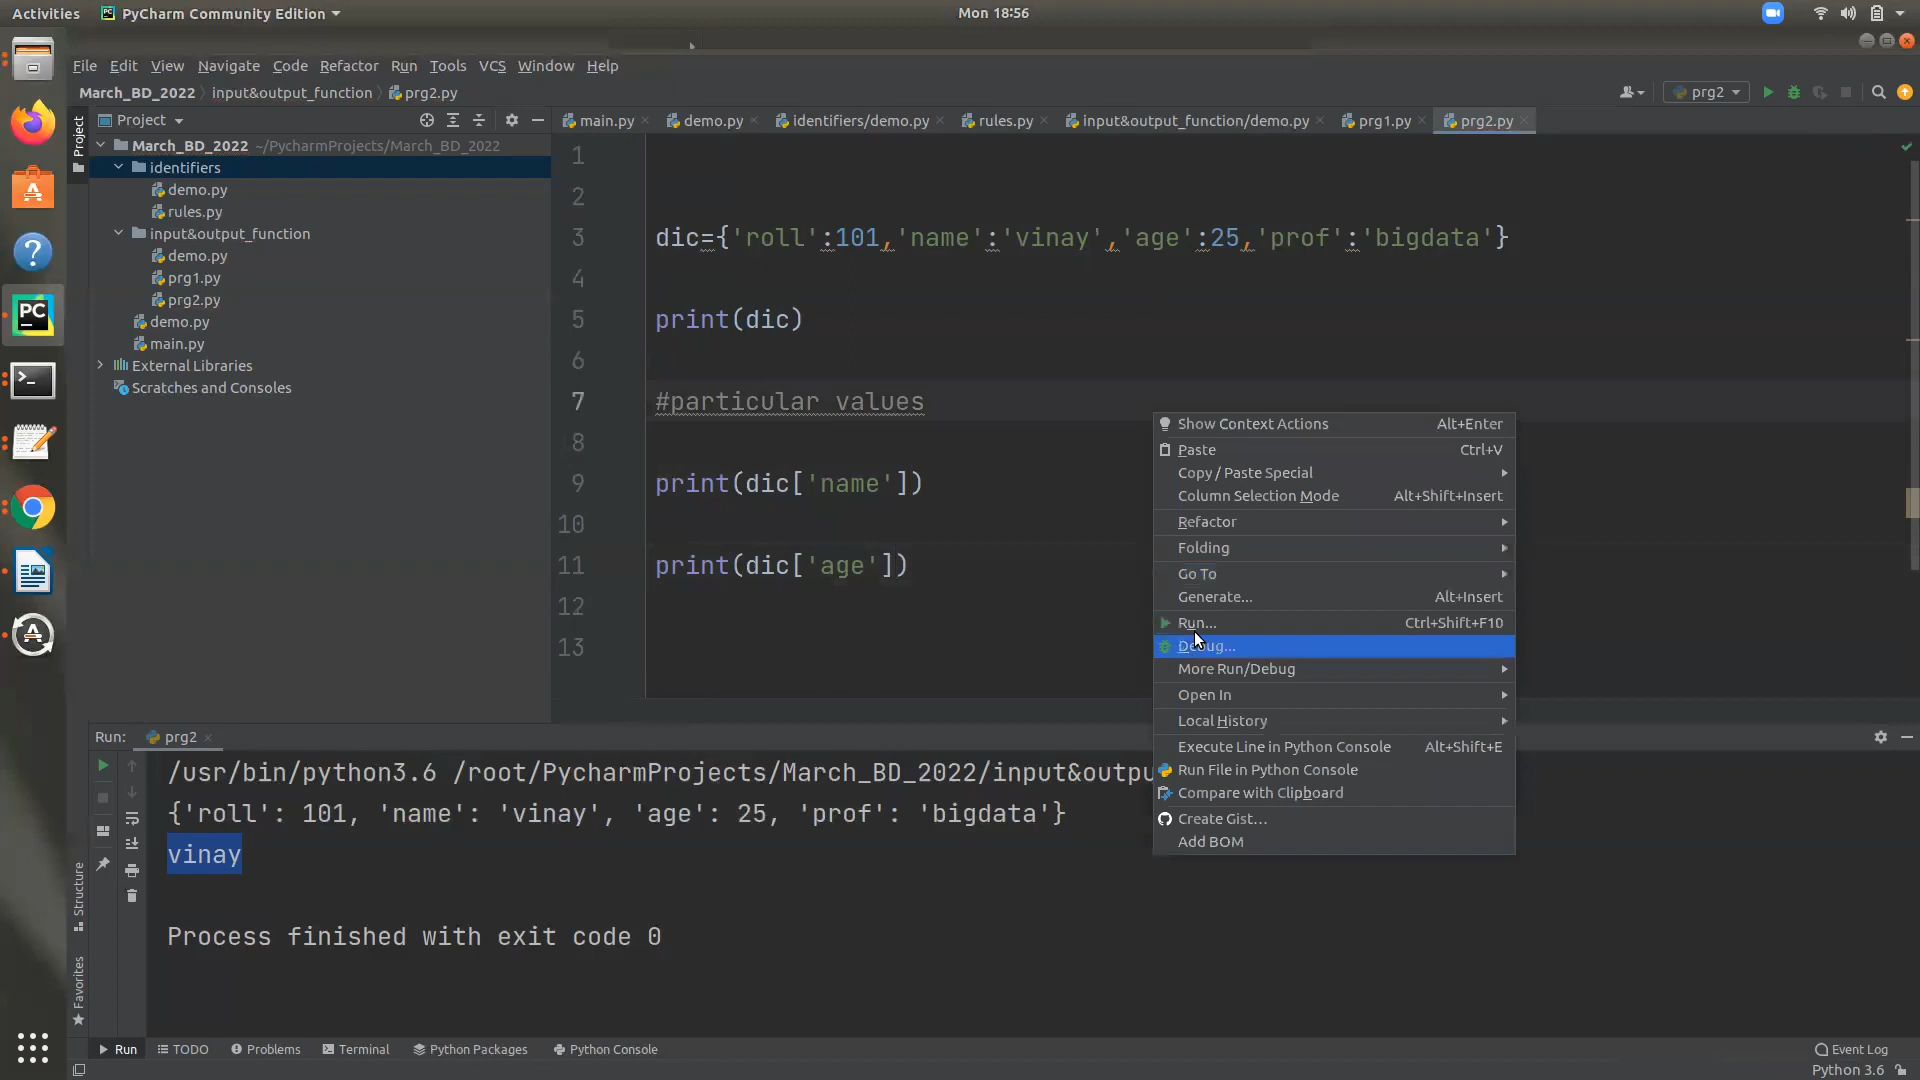 Activities PyCharm Community Edition Mon 18:56
File Edit View Navigate Code Refactor Run Tools VCS Window Help
March_BD_2022 input&output_function prg2.py prg2
Project main.py demo.py identifiers/demo.py rules.py input&output_function/demo.py prg1.py prg2.py
Project
March_BD_2022 ~/PycharmProjects/March_BD_2022
identifiers
demo.py
rules.py
input&output_function
demo.py
prg1.py
prg2.py
demo.py
main.py
External Libraries
Scratches and Consoles
1
2
3 dic={'roll':101,'name':'vinay','age':25,'prof':'bigdata'}
4
5 print(dic)
6
7 #particular values
8
9 print(dic['name'])
10
11 print(dic['age'])
12
13
Show Context Actions Alt+Enter
Paste Ctrl+V
Copy / Paste Special
Column Selection Mode Alt+Shift+Insert
Refactor
Folding
Go To
Generate... Alt+Insert
Run... Ctrl+Shift+F10
Debug...
More Run/Debug
Open In
Local History
Execute Line in Python Console Alt+Shift+E
Run File in Python Console
Compare with Clipboard
Create Gist...
Add BOM
Run: prg2
/usr/bin/python3.6 /root/PycharmProjects/March_BD_2022/input&outpu
{'roll': 101, 'name': 'vinay', 'age': 25, 'prof': 'bigdata'}
vinay
Process finished with exit code 0
Structure
Favorites
Run TODO Problems Terminal Python Packages Python Console Event Log
Python 3.6